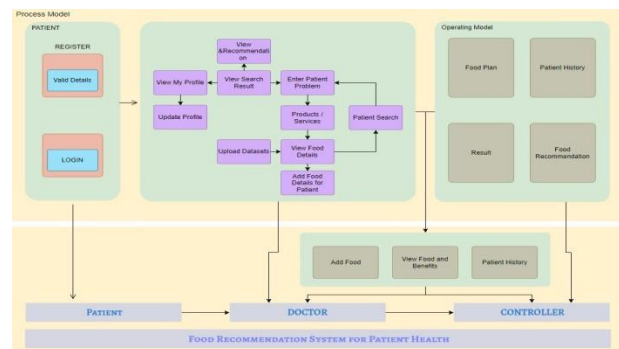 Process Model
PATIENT
REGISTER
Valid Details
LOGIN
View
&Recommendati
on
View My Profile
View Search
Result
Enter Patient
Problem
Update Profile
Products /
Services
Patient Search
Upload Datasets
View Food
Details
Add Food
Details for
Patient
Operating Model
Food Plan
Patient History
Result
Food
Recommendation
Add Food
View Food and
Benefits
Patient History
PATIENT
DOCTOR
CONTROLLER
FOOD RECOMMENDATION SYSTEM FOR PATIENT HEALTH